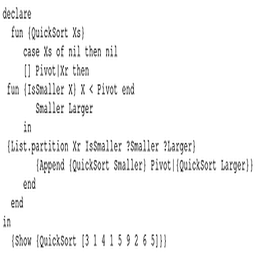 declare
fun {QuickSort Xs}
case Xs of nil then nil
[] Pivot|Xr then
fun {IsSmaller X} X < Pivot end
Smaller Larger
in
{List.partition Xr IsSmaller ?Smaller ?Larger}
{Append {QuickSort Smaller} Pivot|{QuickSort Larger}}
end
end
in
{Show {QuickSort [3 1 4 1 5 9 2 6 5]}}